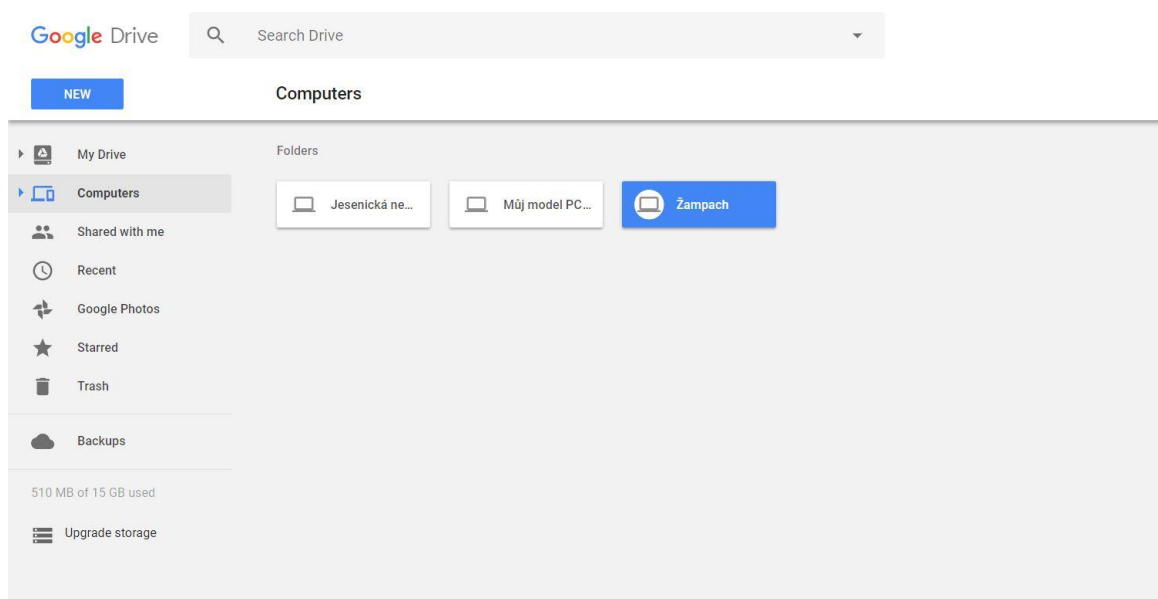 Google Drive
Search Drive
NEW
Computers
My Drive
Computers
Shared with me
Recent
Google Photos
Starred
Trash
Backups
510 MB of 15 GB used
Upgrade storage
Folders
Jesenická ne...
Můj model PC...
Žampach